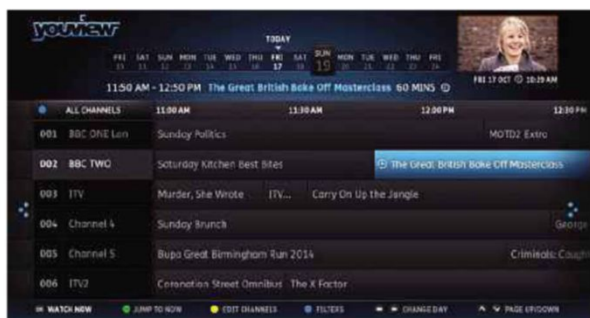 youview
TODAY
FRI SAT SUN MON TUE WED THU FRI SAT SUN MON TUE WED THU FRI
17 19
FRI 17 OCT 10:29 AM
11:50 AM - 12:50 PM The Great British Bake Off Masterclass 60 MINS
ALL CHANNELS 11:00 AM 11:30 AM 12:00 PM 12:30 PM
001 BBC ONE Lon Sunday Politics MOTD2 Extra
002 BBC TWO Saturday Kitchen Best Bites The Great British Bake Off Masterclass
003 ITV Murder, She Wrote ITV... Carry On Up the Jungle
004 Channel 4 Sunday Brunch George
005 Channel 5 Bupa Great Birmingham Run 2014 Criminals: Caught
006 ITV2 Coronation Street Omnibus The X Factor
OK WATCH NOW JUMP TO NOW EDIT CHANNELS FILTERS CHANGE DAY PAGE UP/DOWN